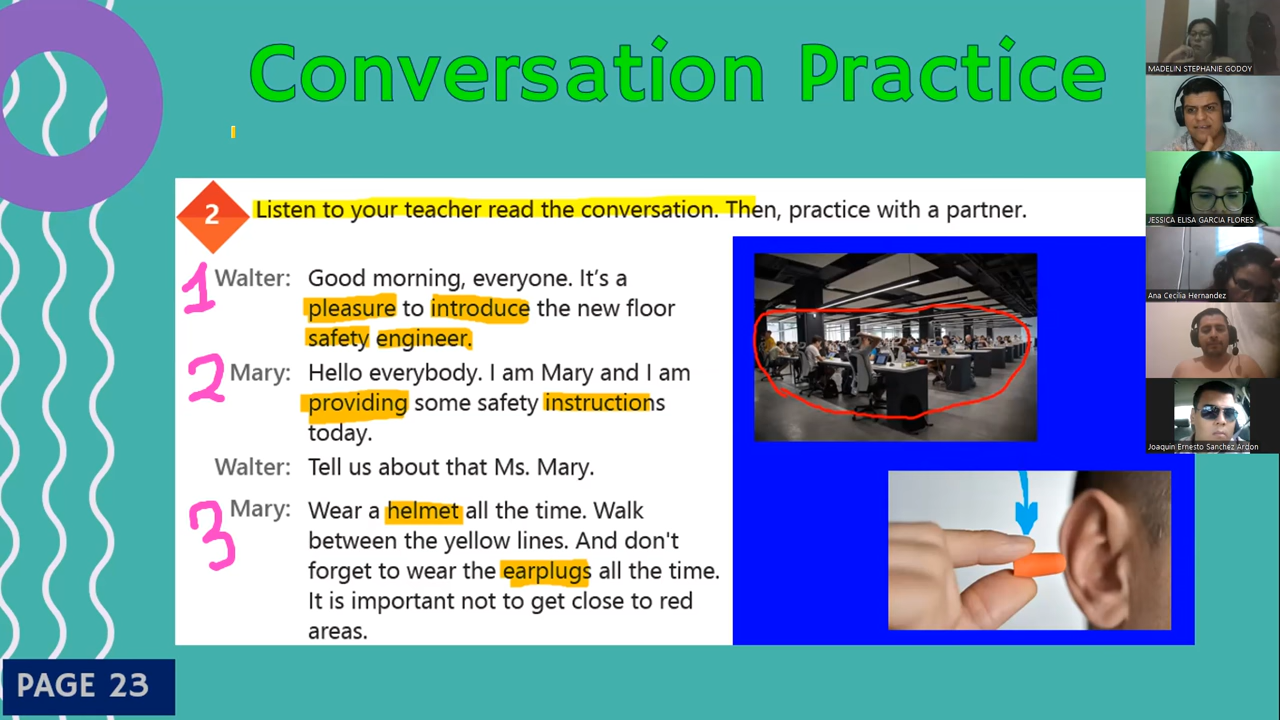 Conversation Practice
2
Listen to your teacher read the conversation. Then, practice with a partner.
1
Walter: Good morning, everyone. It's a
pleasure to introduce the new floor
safety engineer.
2
Mary: Hello everybody. I am Mary and I am
providing some safety instructions
today.
Walter: Tell us about that Ms. Mary.
3
Mary: Wear a helmet all the time. Walk
between the yellow lines. And don't
forget to wear the earplugs all the time.
It is important not to get close to red
areas.
PAGE 23
MADELIN STEPHANIE GODOY
JESSICA ELISA GARCIA FLORES
Ana Cecilia Hernandez
Joaquin Ernesto Sanchez Ardon